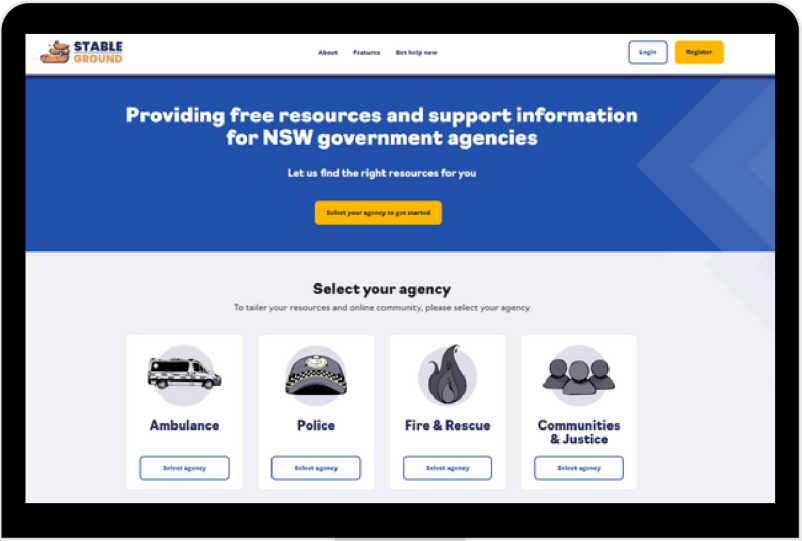 STABLE
GROUND
About Features Get help now
Login Register
Providing free resources and support information
for NSW government agencies
Let us find the right resources for you
Select your agency to get started
Select your agency
To tailer your resources and online community, please select your agency
Ambulance
Police
Fire & Rescue
Communities
& Justice
Select agency
Select agency
Select agency
Select agency